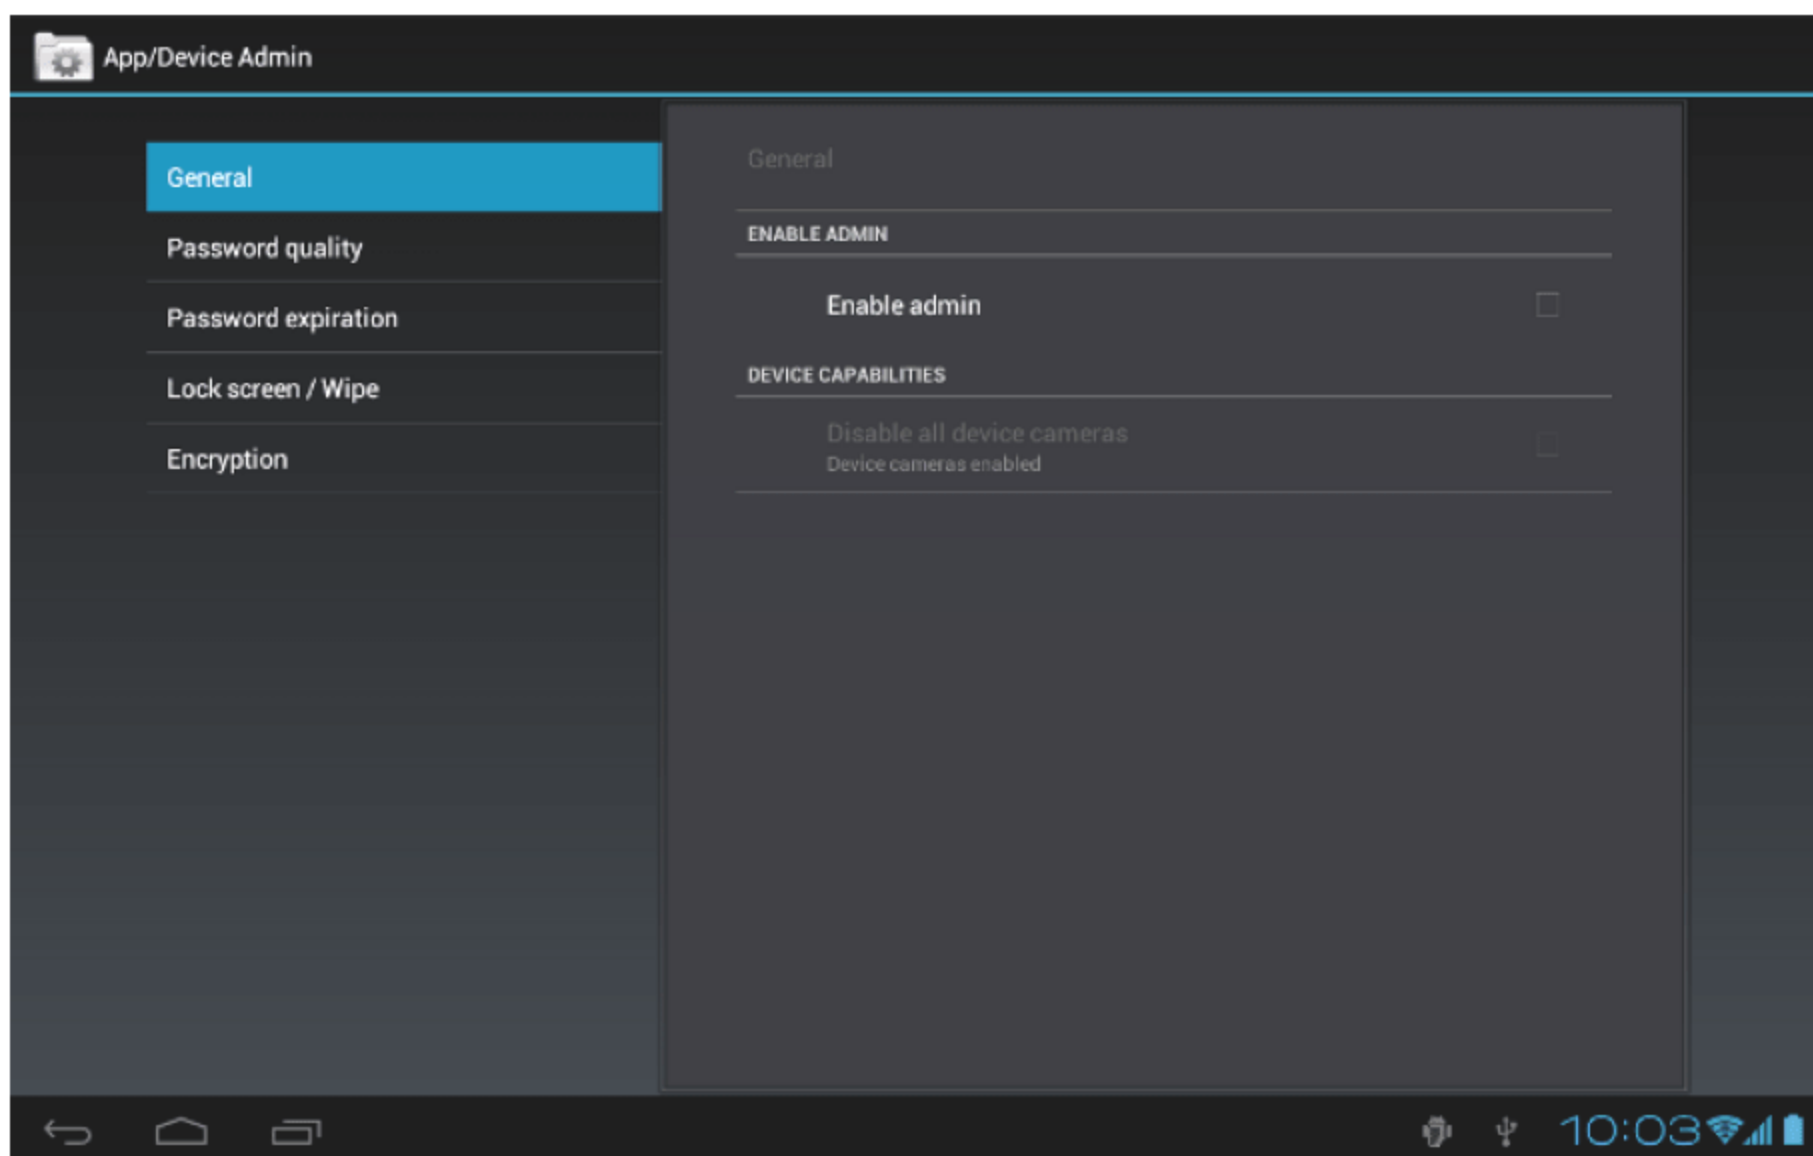 App/Device Admin
General
Password quality
Password expiration
Lock screen / Wipe
Encryption
General
ENABLE ADMIN
Enable admin
DEVICE CAPABILITIES
Disable all device cameras
Device cameras enabled
10:03